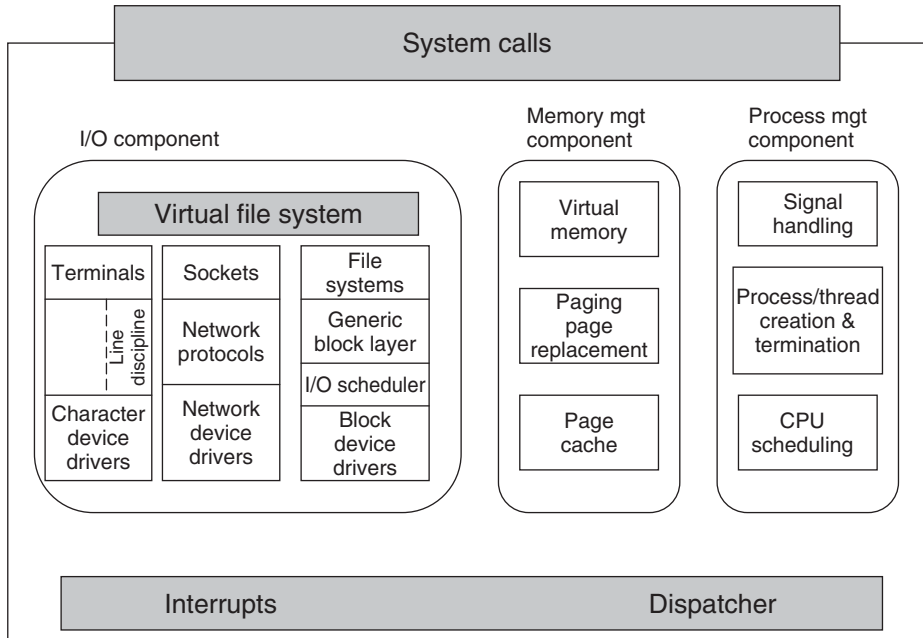 System calls
I/O component
Memory mgt
component
Process mgt
component
Virtual file system
Terminals
Line
discipline
Character
device
drivers
Sockets
Network
protocols
Network
device
drivers
File
systems
Generic
block layer
I/O scheduler
Block
device
drivers
Virtual
memory
Paging
page
replacement
Page
cache
Signal
handling
Process/thread
creation &
termination
CPU
scheduling
Interrupts
Dispatcher